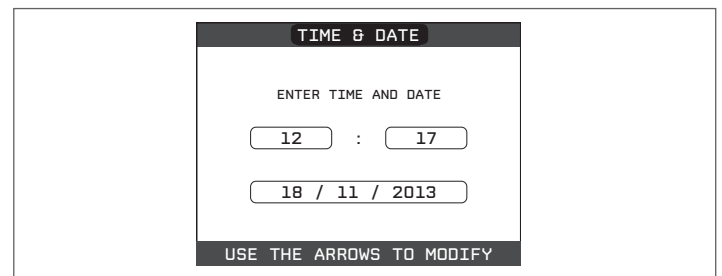 TIME & DATE
ENTER TIME AND DATE
12 : 17
18 / 11 / 2013
USE THE ARROWS TO MODIFY